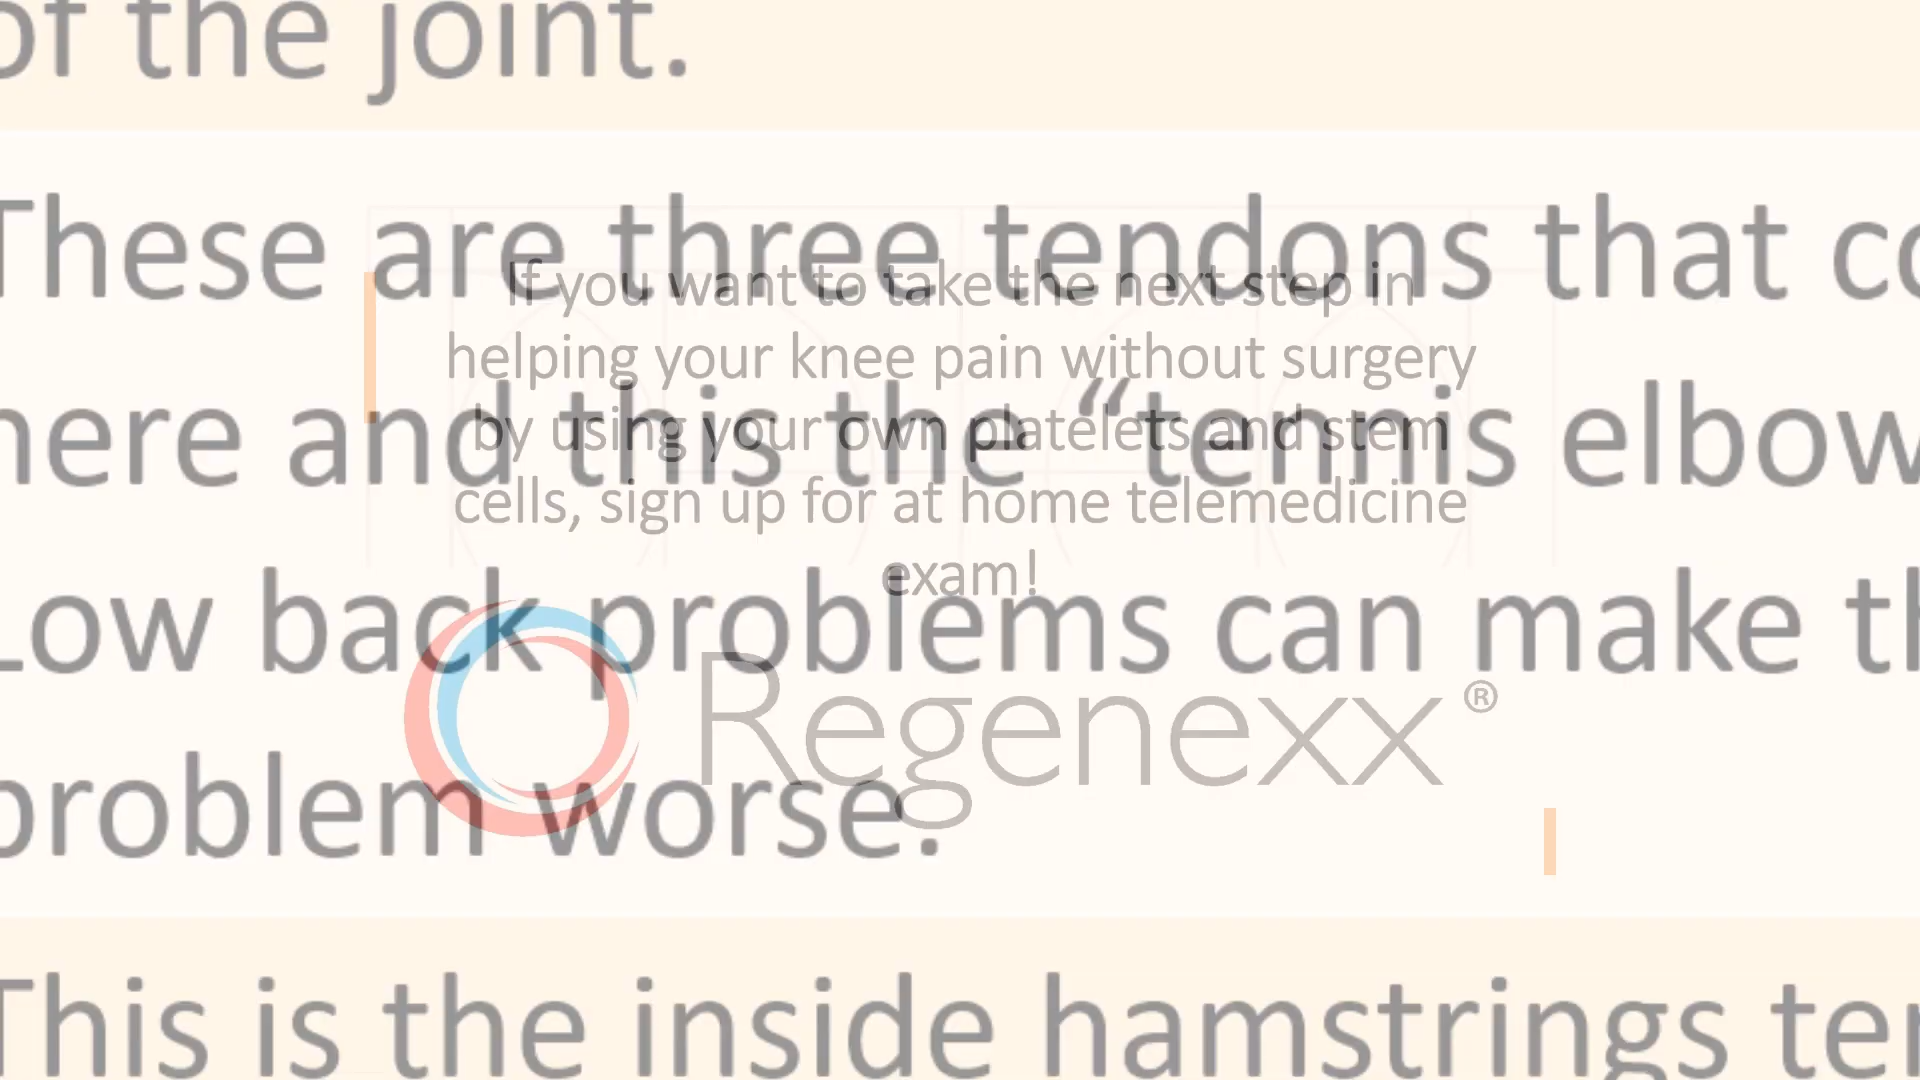 of the joint.
These are three tendons that co
here and this the “tennis elbow
Low back problems can make th
problem worse.
This is the inside hamstrings ten
If you want to take the next step in
helping your knee pain without surgery
by using your own platelets and stem
cells, sign up for at home telemedicine
exam!
Regenexx®